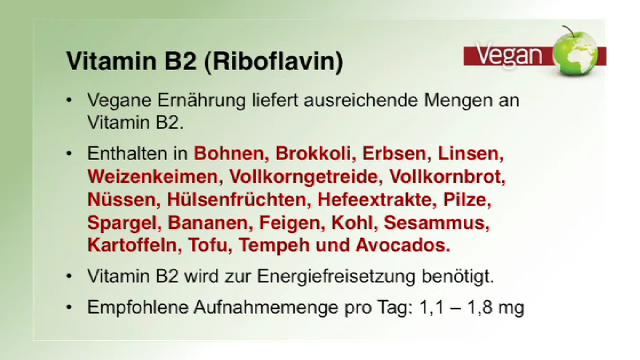 Vitamin B2 (Riboflavin)
Vegan
• Vegane Ernährung liefert ausreichende Mengen an
Vitamin B2.
• Enthalten in Bohnen, Brokkoli, Erbsen, Linsen,
Weizenkeimen, Vollkorngetreide, Vollkornbrot,
Nüssen, Hülsenfrüchten, Hefeextrakte, Pilze,
Spargel, Bananen, Feigen, Kohl, Sesammus,
Kartoffeln, Tofu, Tempeh und Avocados.
• Vitamin B2 wird zur Energiefreisetzung benötigt.
• Empfohlene Aufnahmemenge pro Tag: 1,1 – 1,8 mg